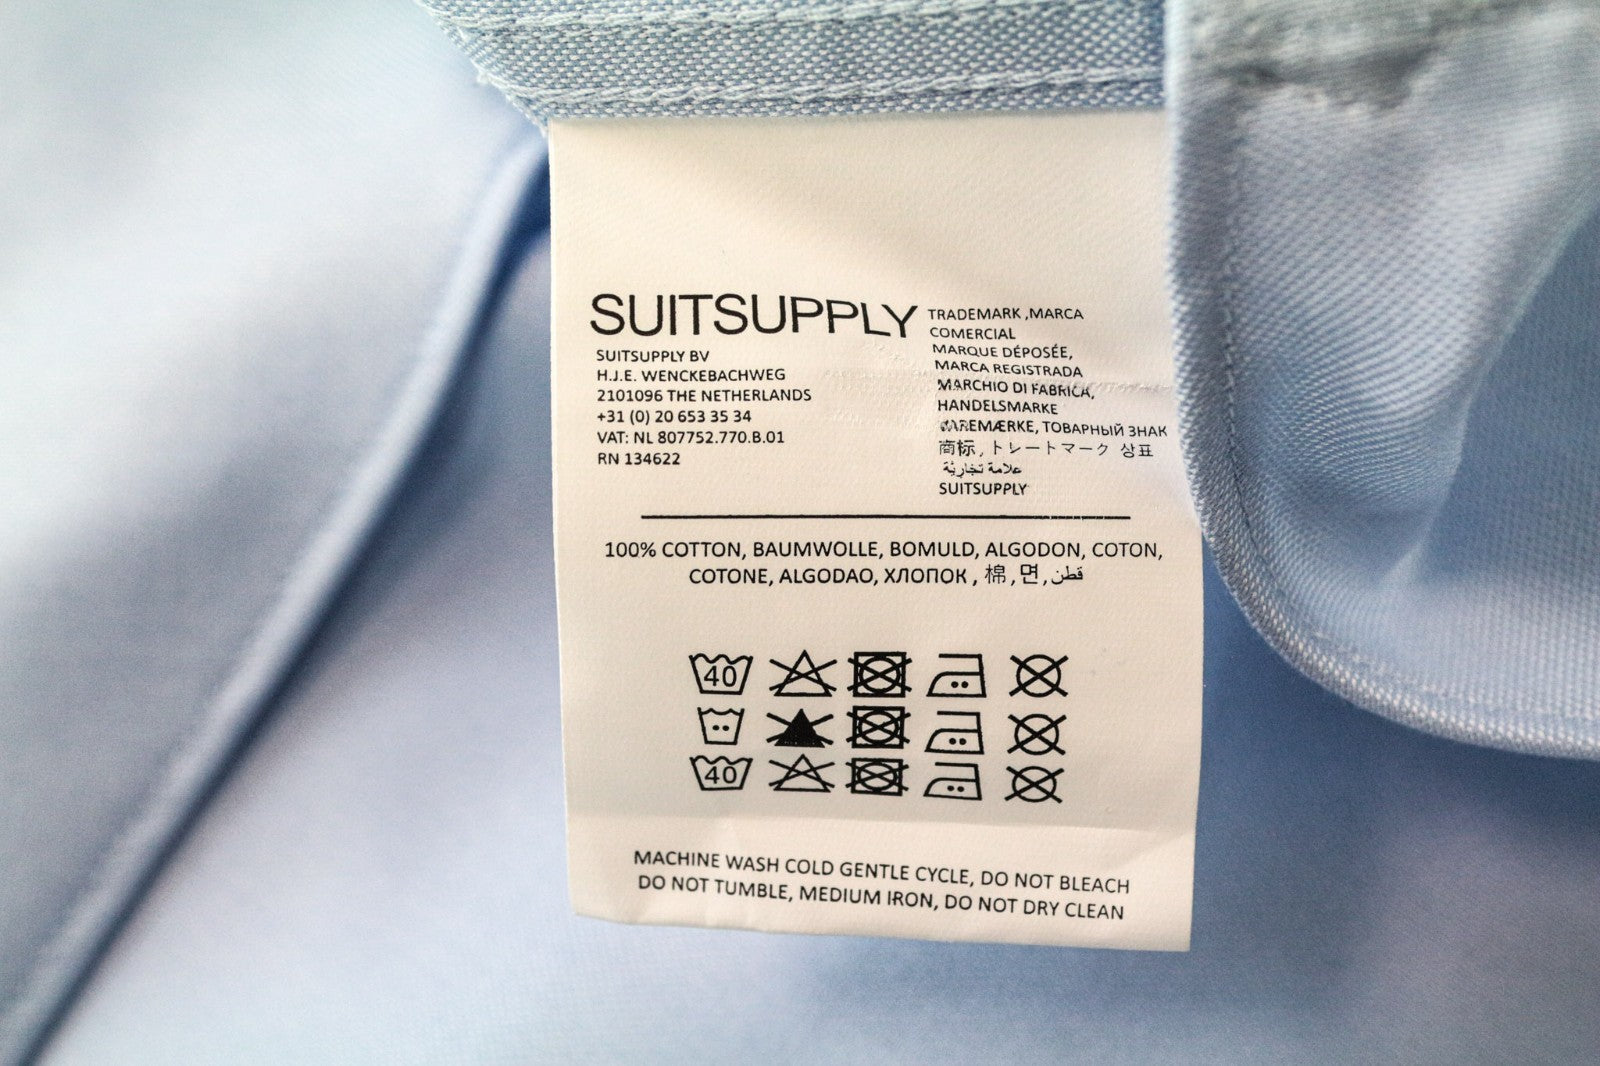 SUITSUPPLY
SUITSUPPLY BV
H.J.E. WENCKEBACHWEG
2101096 THE NETHERLANDS
+31 (0) 20 653 35 34
VAT: NL 807752.770.B.01
RN 134622
TRADEMARK ,MARCA
COMERCIAL
MARQUE DÉPOSÉE,
MARCA REGISTRADA
MARCHIO DI FABRICA,
HANDELSMARKE
VAREMÆRKE, ТОВАРНЫЙ ЗНАК
商标, トレートマーク 상표
علامة تجاريّة
SUITSUPPLY
100% COTTON, BAUMWOLLE, BOMULD, ALGODON, COTON,
COTONE, ALGODAO, ХЛОПОК , 棉, 면, قطن
40
40
MACHINE WASH COLD GENTLE CYCLE, DO NOT BLEACH
DO NOT TUMBLE, MEDIUM IRON, DO NOT DRY CLEAN